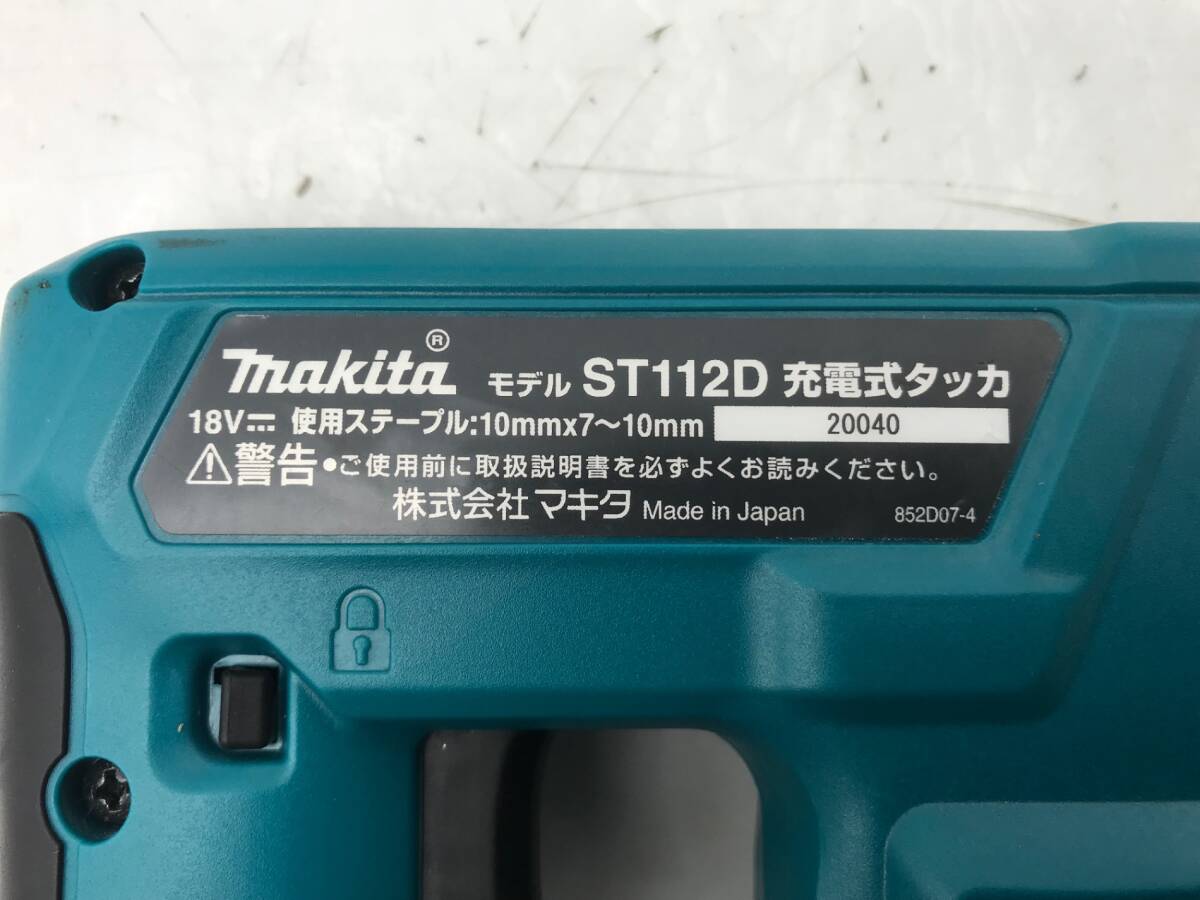 makita® モデル ST112D 充電式タッカ
18V⎓ 使用ステープル:10mmx7～10mm 20040
⚠警告 ●ご使用前に取扱説明書を必ずよくお読みください。
株式会社マキタ Made in Japan 852D07-4